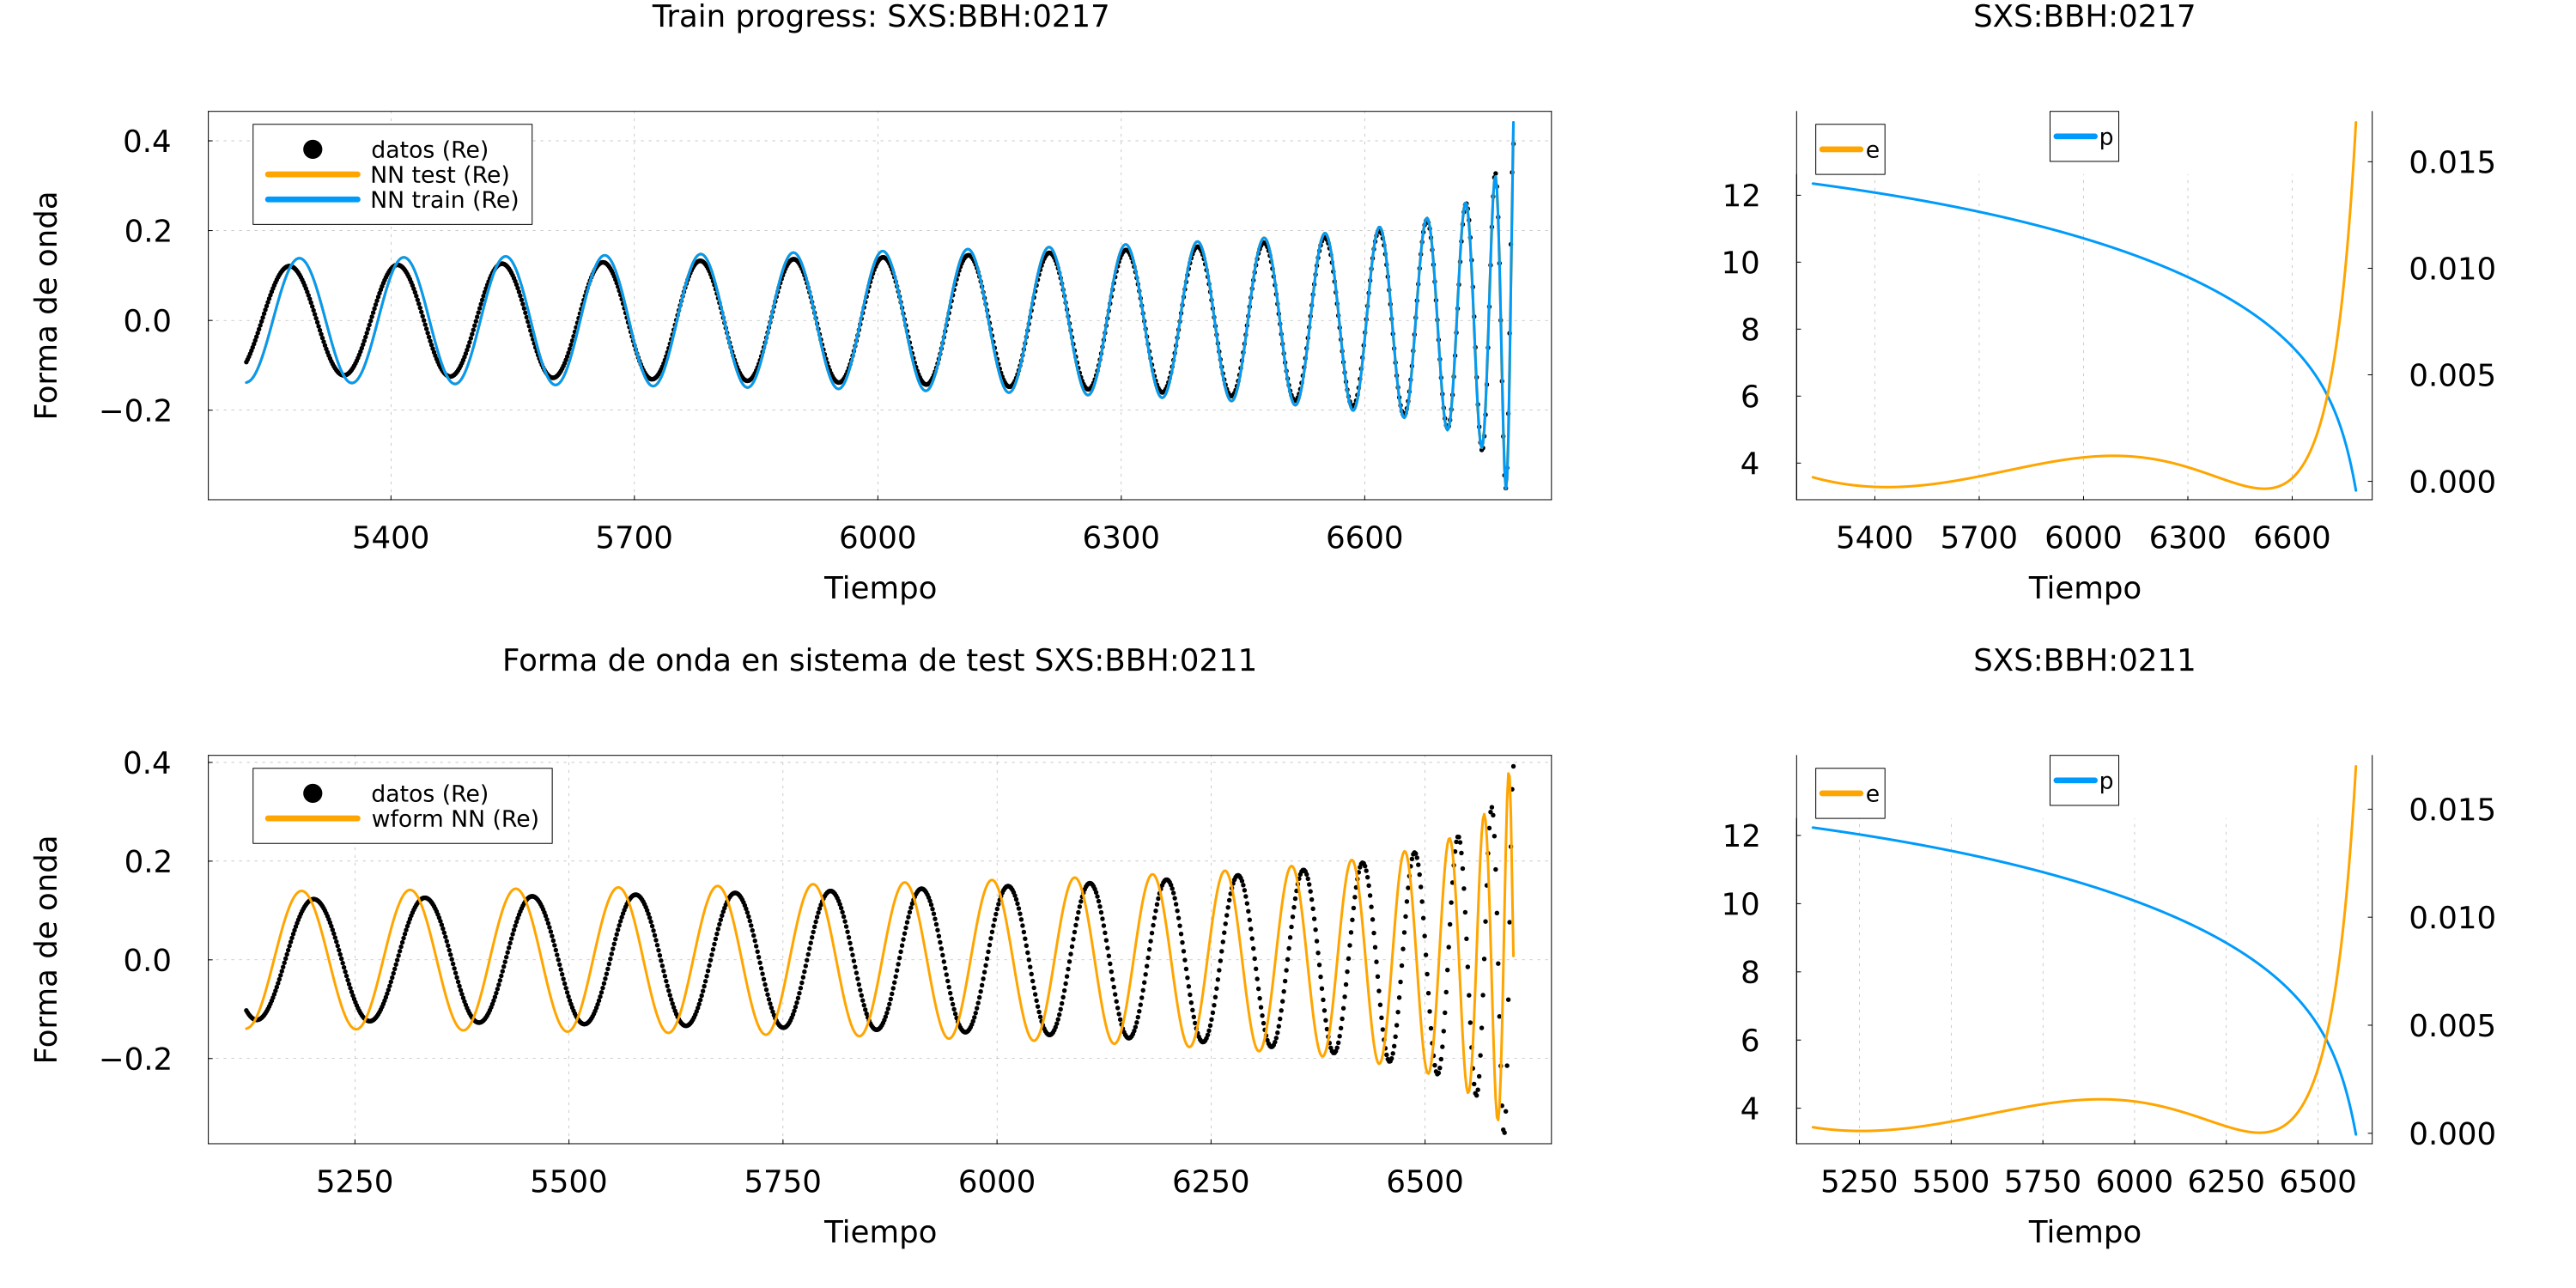 Train progress: SXS:BBH:0217
Forma de onda
0.4
0.2
0.0
−0.2
datos (Re)
NN test (Re)
NN train (Re)
5400 5700 6000 6300 6600
Tiempo
SXS:BBH:0217
e
p
12
10
8
6
4
0.015
0.010
0.005
0.000
5400 5700 6000 6300 6600
Tiempo
Forma de onda en sistema de test SXS:BBH:0211
Forma de onda
0.4
0.2
0.0
−0.2
datos (Re)
wform NN (Re)
5250 5500 5750 6000 6250 6500
Tiempo
SXS:BBH:0211
e
p
12
10
8
6
4
0.015
0.010
0.005
0.000
5250 5500 5750 6000 6250 6500
Tiempo